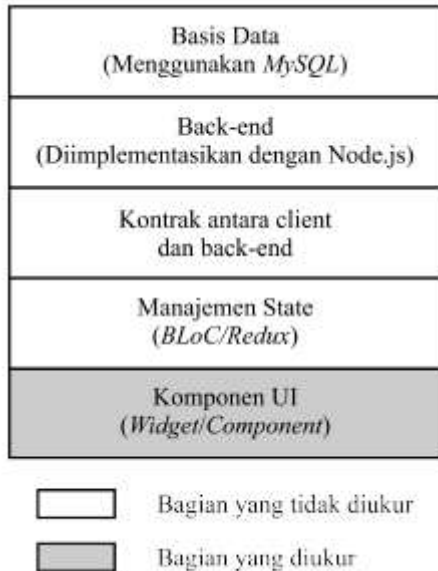 Basis Data
(Menggunakan MySQL)
Back-end
(Diimplementasikan dengan Node.js)
Kontrak antara client
dan back-end
Manajemen State
(BLoC/Redux)
Komponen UI
(Widget/Component)
Bagian yang tidak diukur
Bagian yang diukur